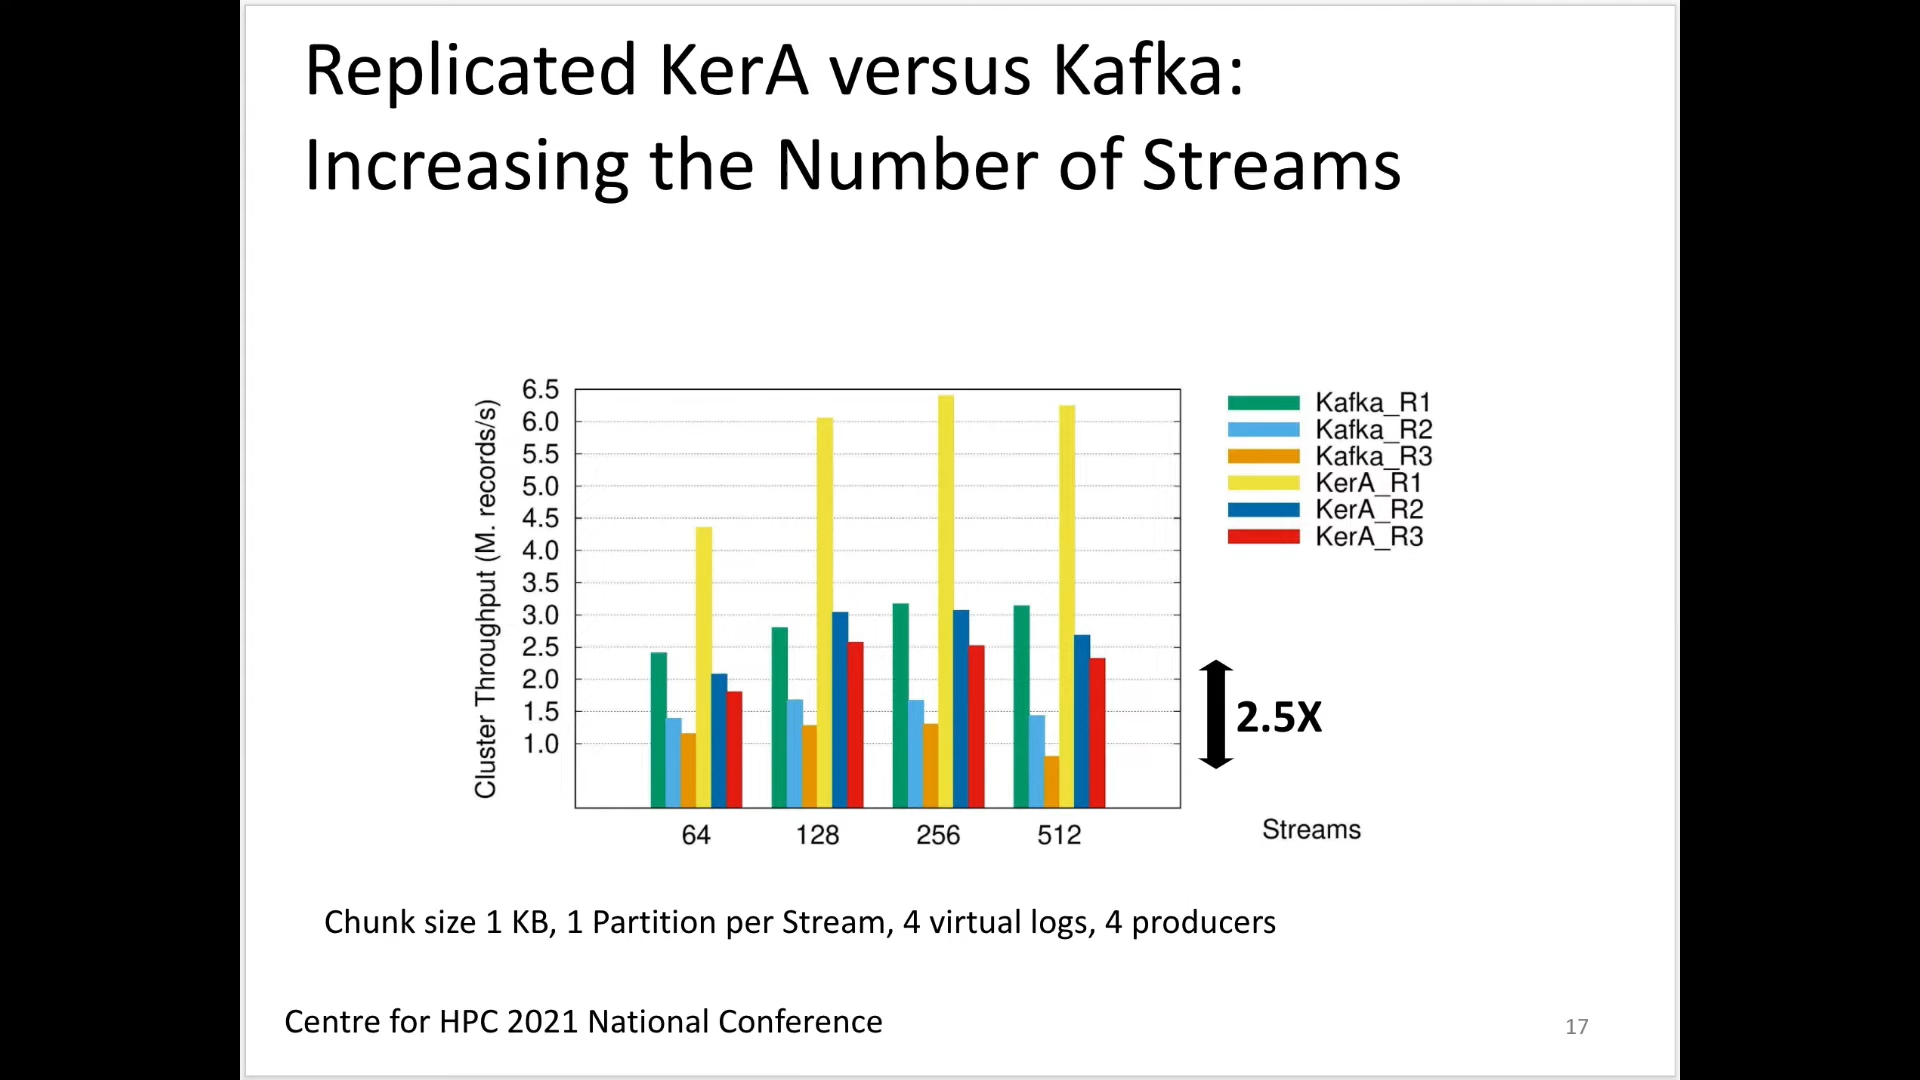 Replicated KerA versus Kafka:
Increasing the Number of Streams
Cluster Throughput (M. records/s)
6.5
6.0
5.5
5.0
4.5
4.0
3.5
3.0
2.5
2.0
1.5
1.0
64
128
256
512
Streams
Kafka_R1
Kafka_R2
Kafka_R3
KerA_R1
KerA_R2
KerA_R3
2.5X
Chunk size 1 KB, 1 Partition per Stream, 4 virtual logs, 4 producers
Centre for HPC 2021 National Conference
17